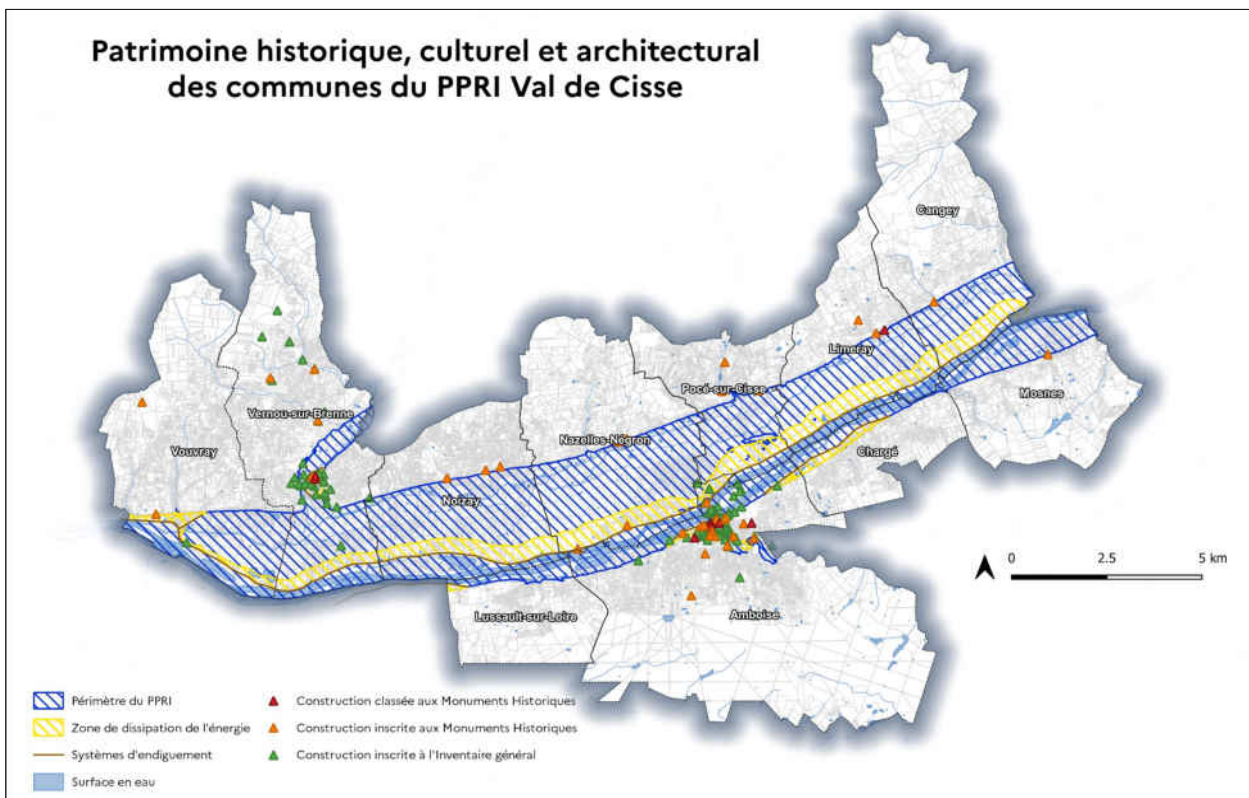 Patrimoine historique, culturel et architectural
des communes du PPRI Val de Cisse
Cangey
Limeray
Pocé-sur-Cisse
Mosnes
Vernou-sur-Brenne
Nazelles-Négron
Vouvray
Chargé
Noizay
0 2.5 5 km
Lussault-sur-Loire
Amboise
Périmètre du PPRI
Zone de dissipation de l'énergie
Systèmes d'endiguement
Surface en eau
Construction classée aux Monuments Historiques
Construction inscrite aux Monuments Historiques
Construction inscrite à l'Inventaire général